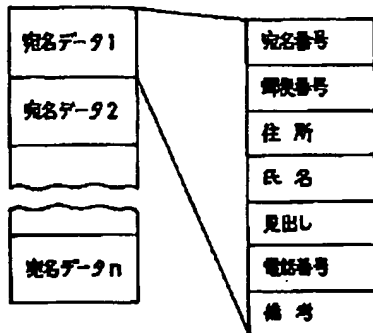 宛名データ1
宛名データ2
宛名データn
宛名番号
郵便番号
住所
氏名
見出し
電話番号
備考